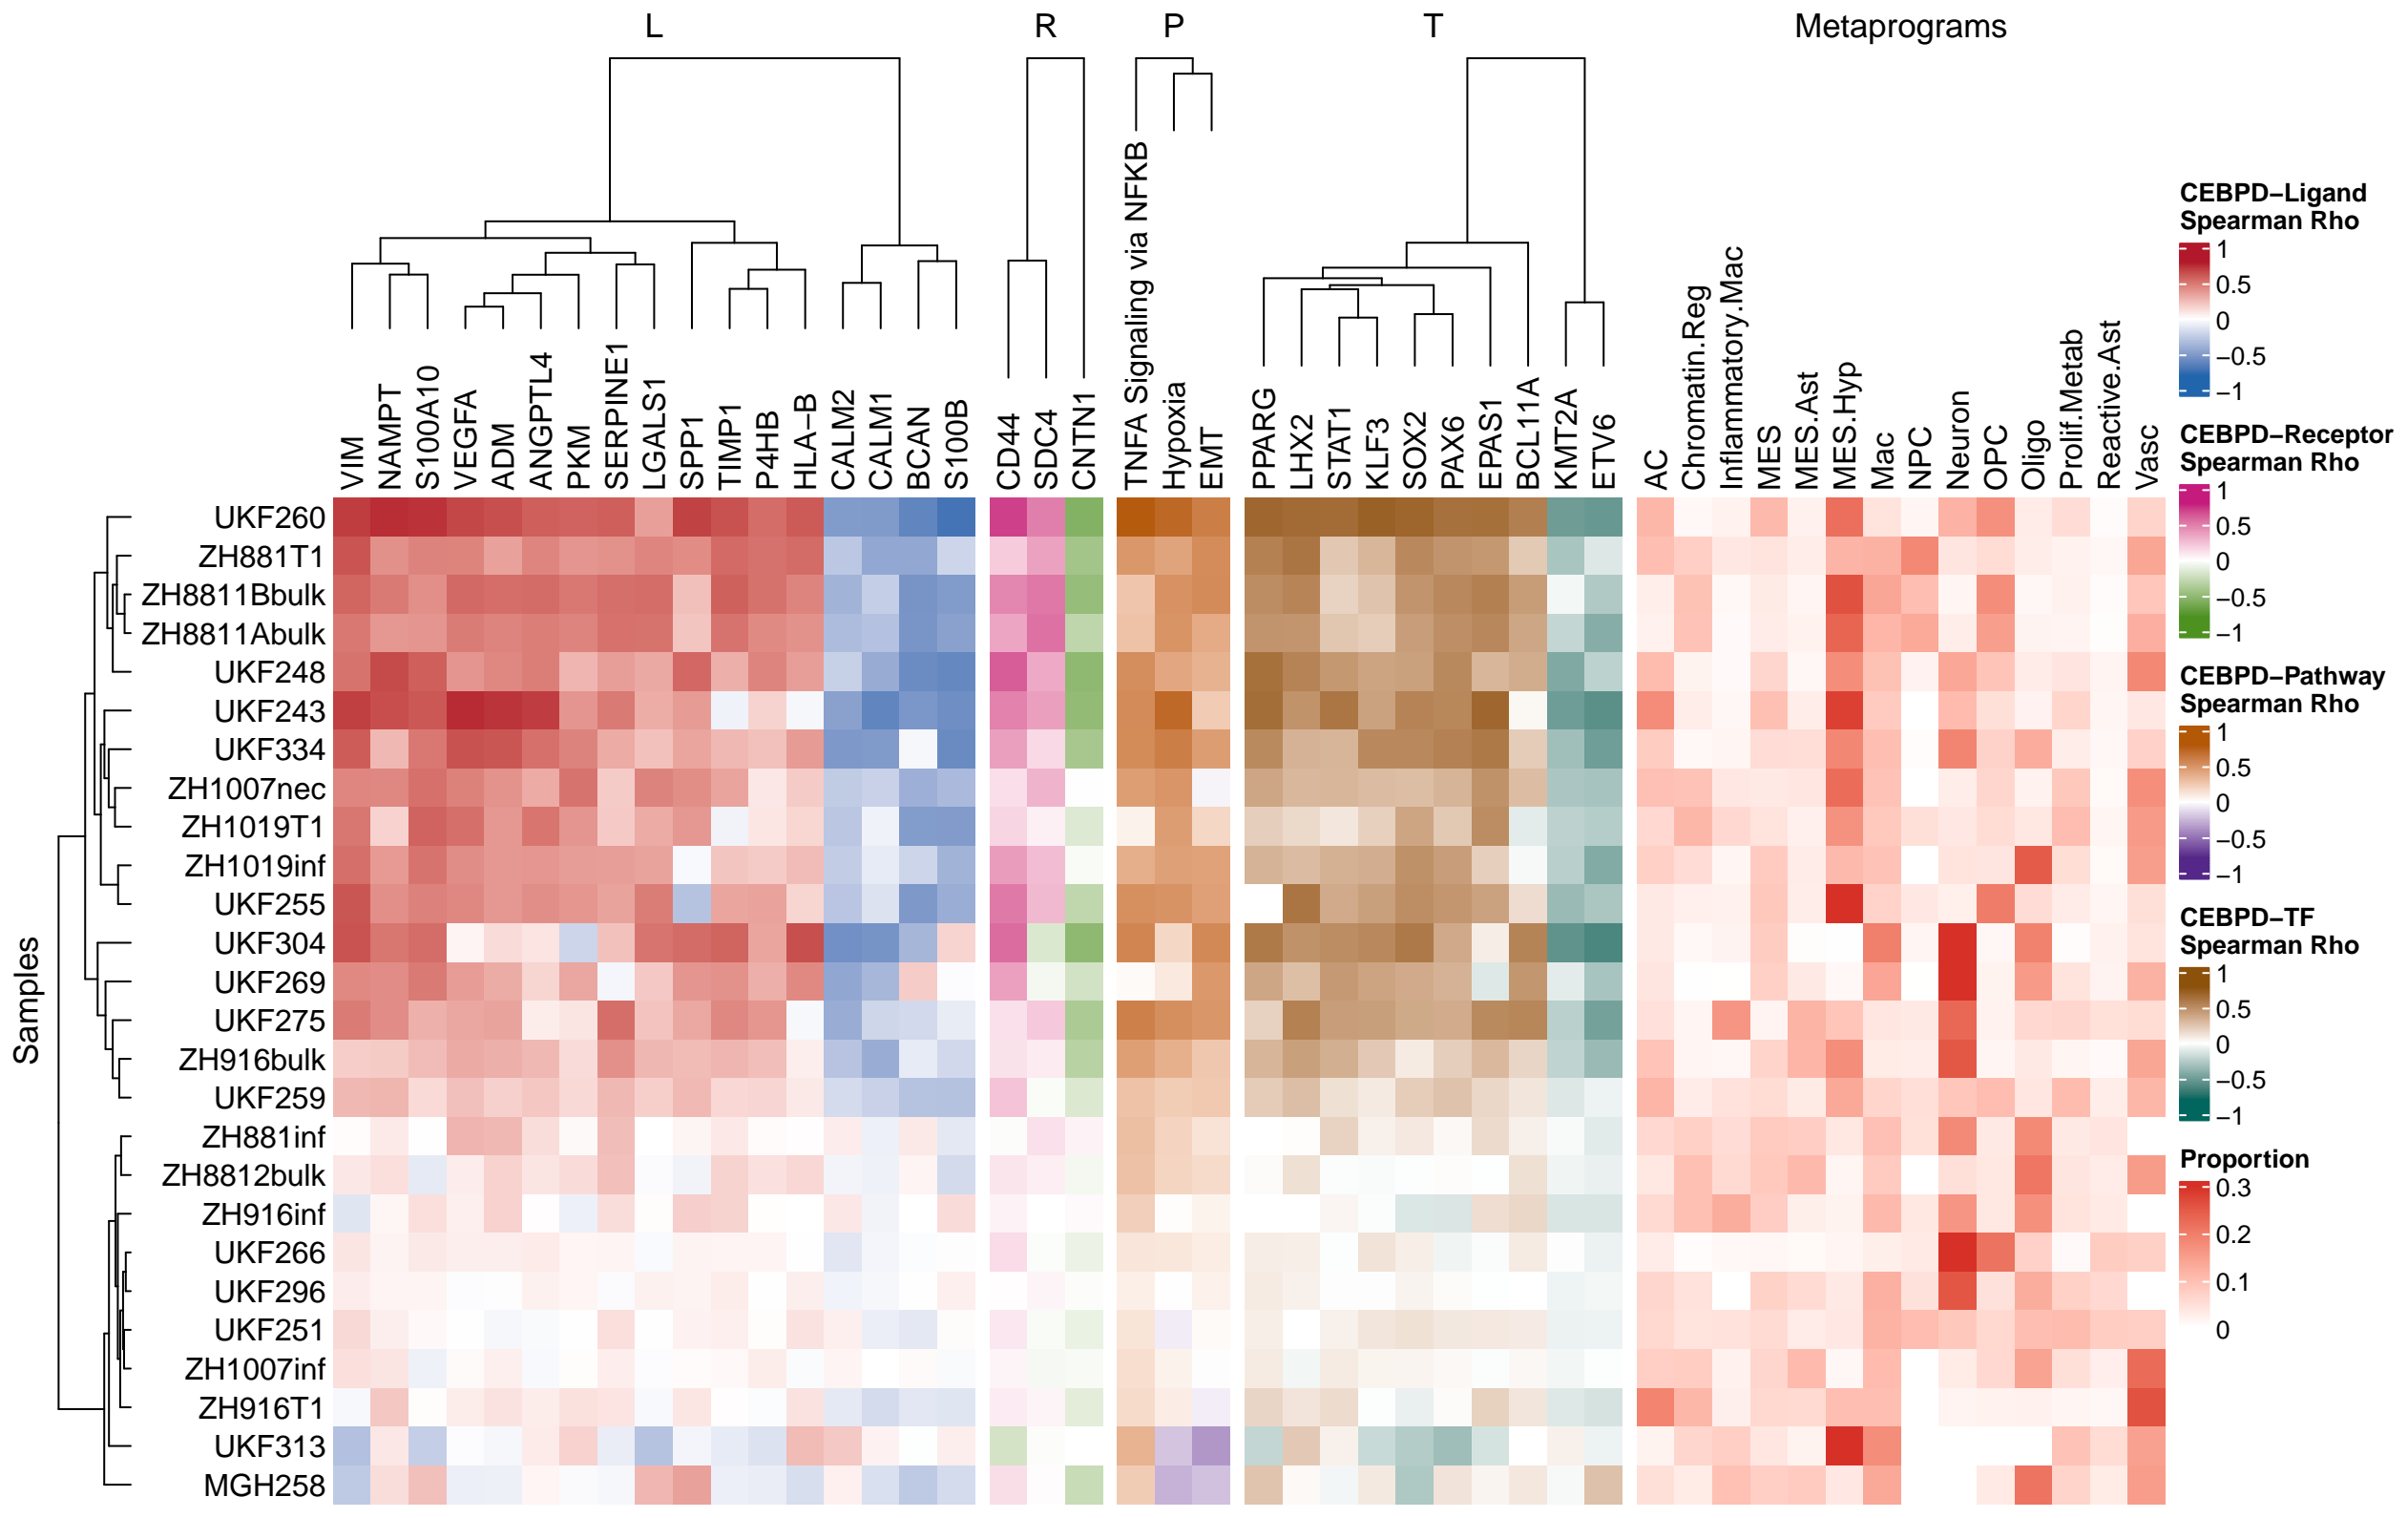 L
R
P
T
Metaprograms
VIM
NAMPT
S100A10
VEGFA
ADM
ANGPTL4
PKM
SERPINE1
LGALS1
SPP1
TIMP1
P4HB
HLA−B
CALM2
CALM1
BCAN
S100B
CD44
SDC4
CNTN1
TNFA Signaling via NFKB
Hypoxia
EMT
PPARG
LHX2
STAT1
KLF3
SOX2
PAX6
EPAS1
BCL11A
KMT2A
ETV6
AC
Chromatin.Reg
Inflammatory.Mac
MES
MES.Ast
MES.Hyp
Mac
NPC
Neuron
OPC
Oligo
Prolif.Metab
Reactive.Ast
Vasc
Samples
UKF260
ZH881T1
ZH8811Bbulk
ZH8811Abulk
UKF248
UKF243
UKF334
ZH1007nec
ZH1019T1
ZH1019inf
UKF255
UKF304
UKF269
UKF275
ZH916bulk
UKF259
ZH881inf
ZH8812bulk
ZH916inf
UKF266
UKF296
UKF251
ZH1007inf
ZH916T1
UKF313
MGH258
CEBPD−Ligand
Spearman Rho
1
0.5
0
−0.5
−1
CEBPD−Receptor
Spearman Rho
1
0.5
0
−0.5
−1
CEBPD−Pathway
Spearman Rho
1
0.5
0
−0.5
−1
CEBPD−TF
Spearman Rho
1
0.5
0
−0.5
−1
Proportion
0.3
0.2
0.1
0